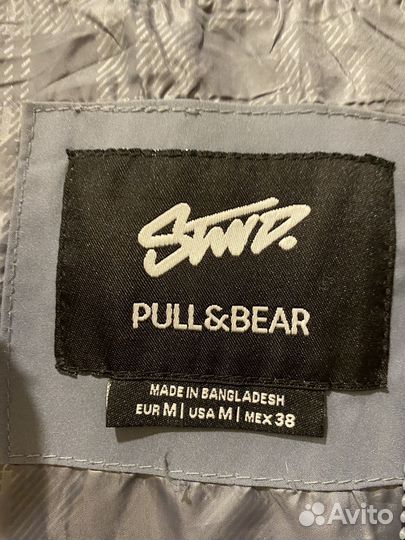 STWD.
PULL&BEAR
MADE IN BANGLADESH
EUR M | USA M | MEX 38
Avito